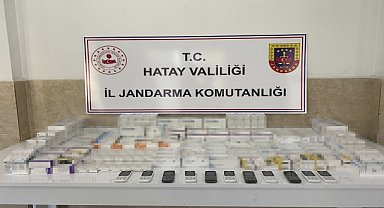 T.C.
HATAY VALİLİĞİ
İL JANDARMA KOMUTANLIĞI